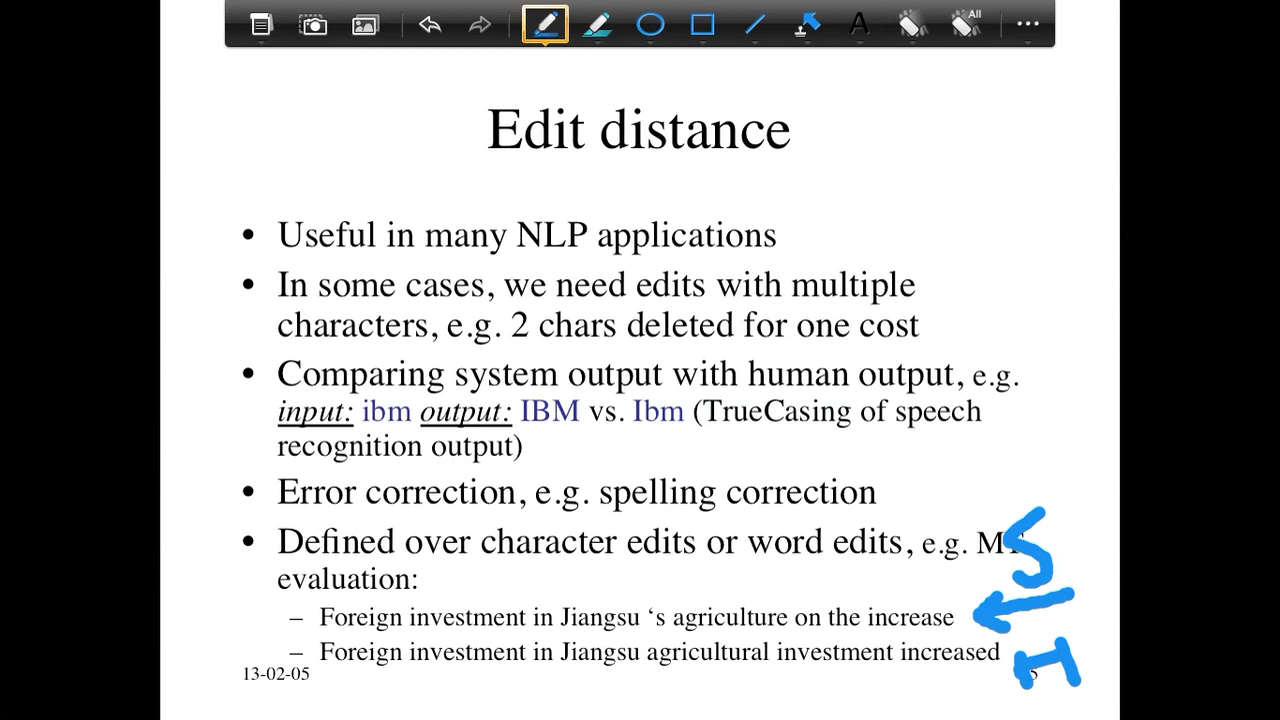 All
A
Edit distance
• Useful in many NLP applications
• In some cases, we need edits with multiple
characters, e.g. 2 chars deleted for one cost
• Comparing system output with human output, e.g.
input: ibm output: IBM vs. Ibm (TrueCasing of speech
recognition output)
• Error correction, e.g. spelling correction
• Defined over character edits or word edits, e.g. MT
evaluation:
– Foreign investment in Jiangsu ‘s agriculture on the increase
– Foreign investment in Jiangsu agricultural investment increased
13-02-05
S
I